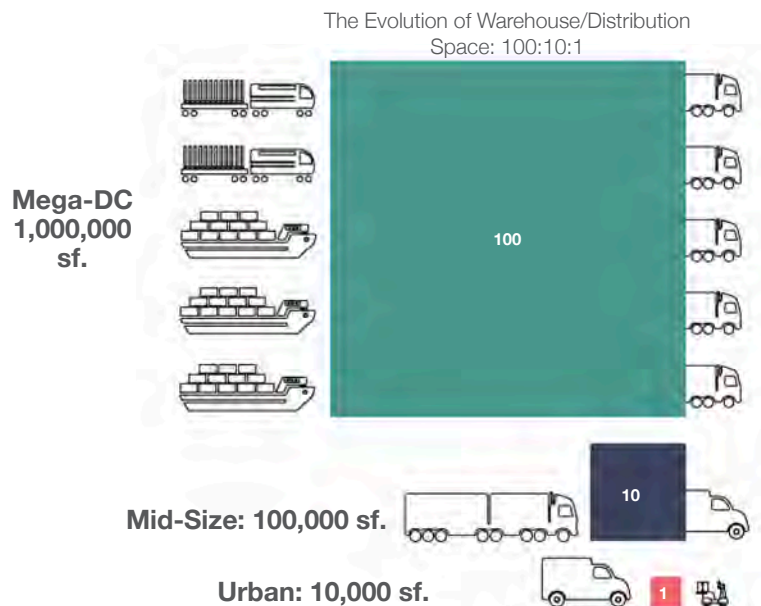 The Evolution of Warehouse/Distribution
Space: 100:10:1
Mega-DC
1,000,000
sf.
100
10
Mid-Size: 100,000 sf.
Urban: 10,000 sf.
1